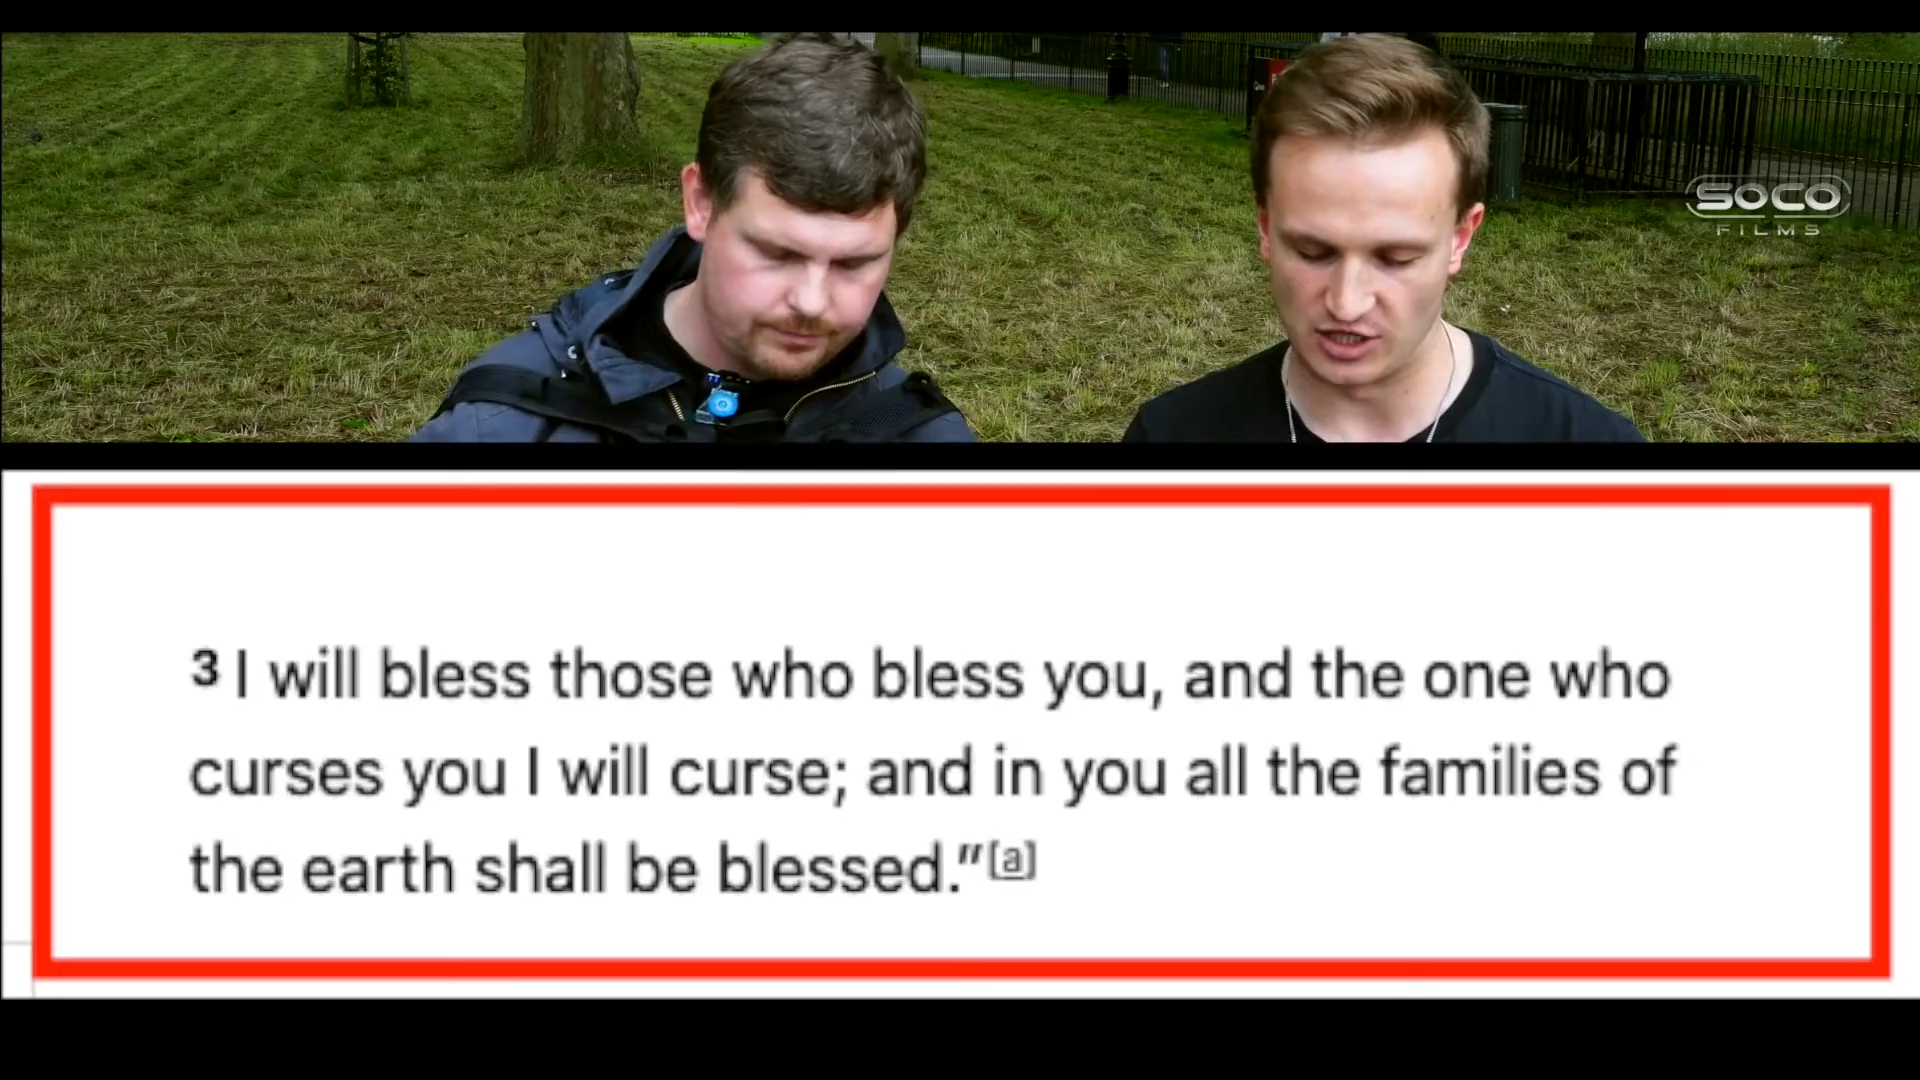 SOCO
FILMS
3 I will bless those who bless you, and the one who
curses you I will curse; and in you all the families of
the earth shall be blessed."[a]